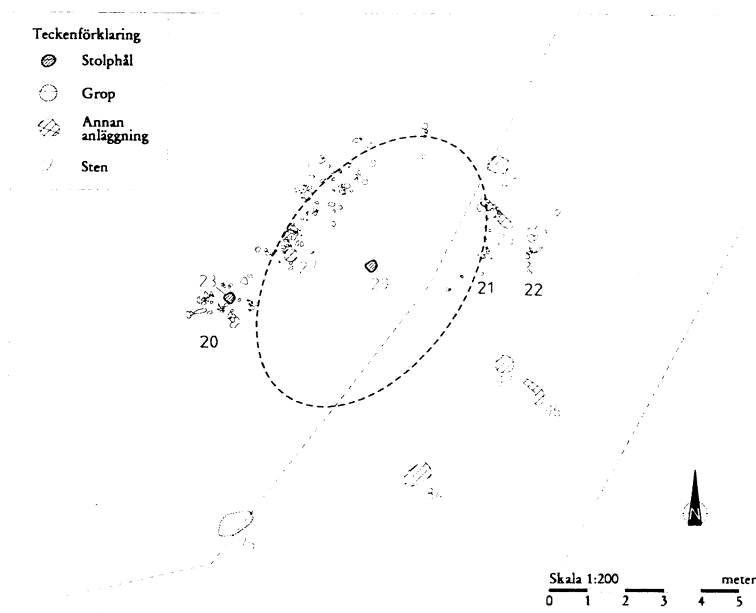 Teckenförklaring
Stolphål
Grop
Annan
anläggning
Sten
23
20
21
22
N
Skala 1:200
meter
0 1 2 3 4 5